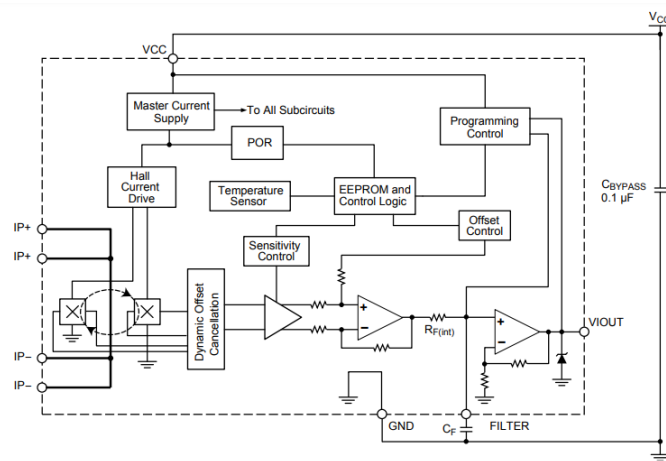 VCC
VCC
Master Current
Supply
To All Subcircuits
Programming
Control
POR
Hall
Current
Drive
Temperature
Sensor
EEPROM and
Control Logic
Offset
Control
CBYPASS
0.1 µF
IP+
IP+
Sensitivity
Control
Dynamic Offset
Cancellation
+
−
RF(int)
+
−
VIOUT
IP−
IP−
GND
CF
FILTER